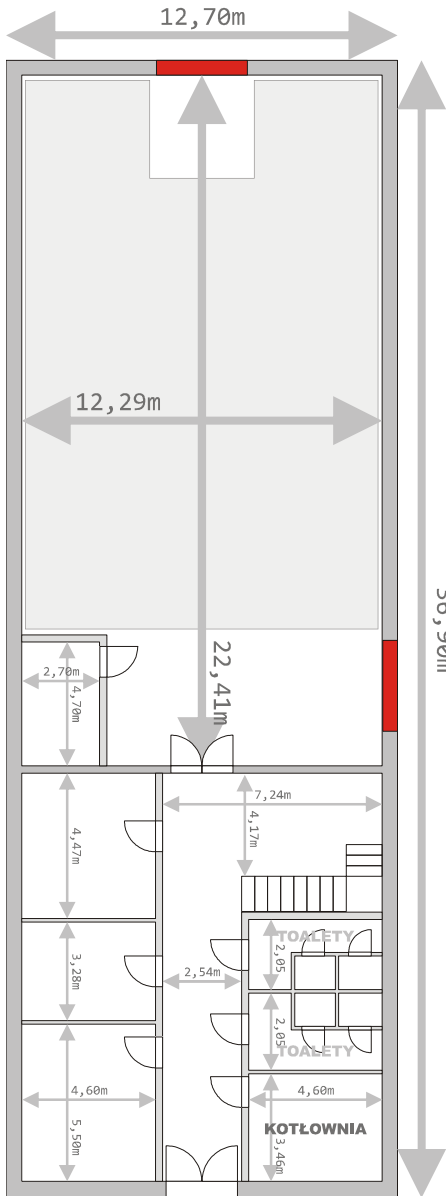 12,70m
12,29m
22,41m
2,70m
4,70m
7,24m
4,17m
4,47m
TOALETY
2,05
3,28m
2,54m
2,05
TOALETY
4,60m
5,50m
4,60m
KOTŁOWNIA
3,46m